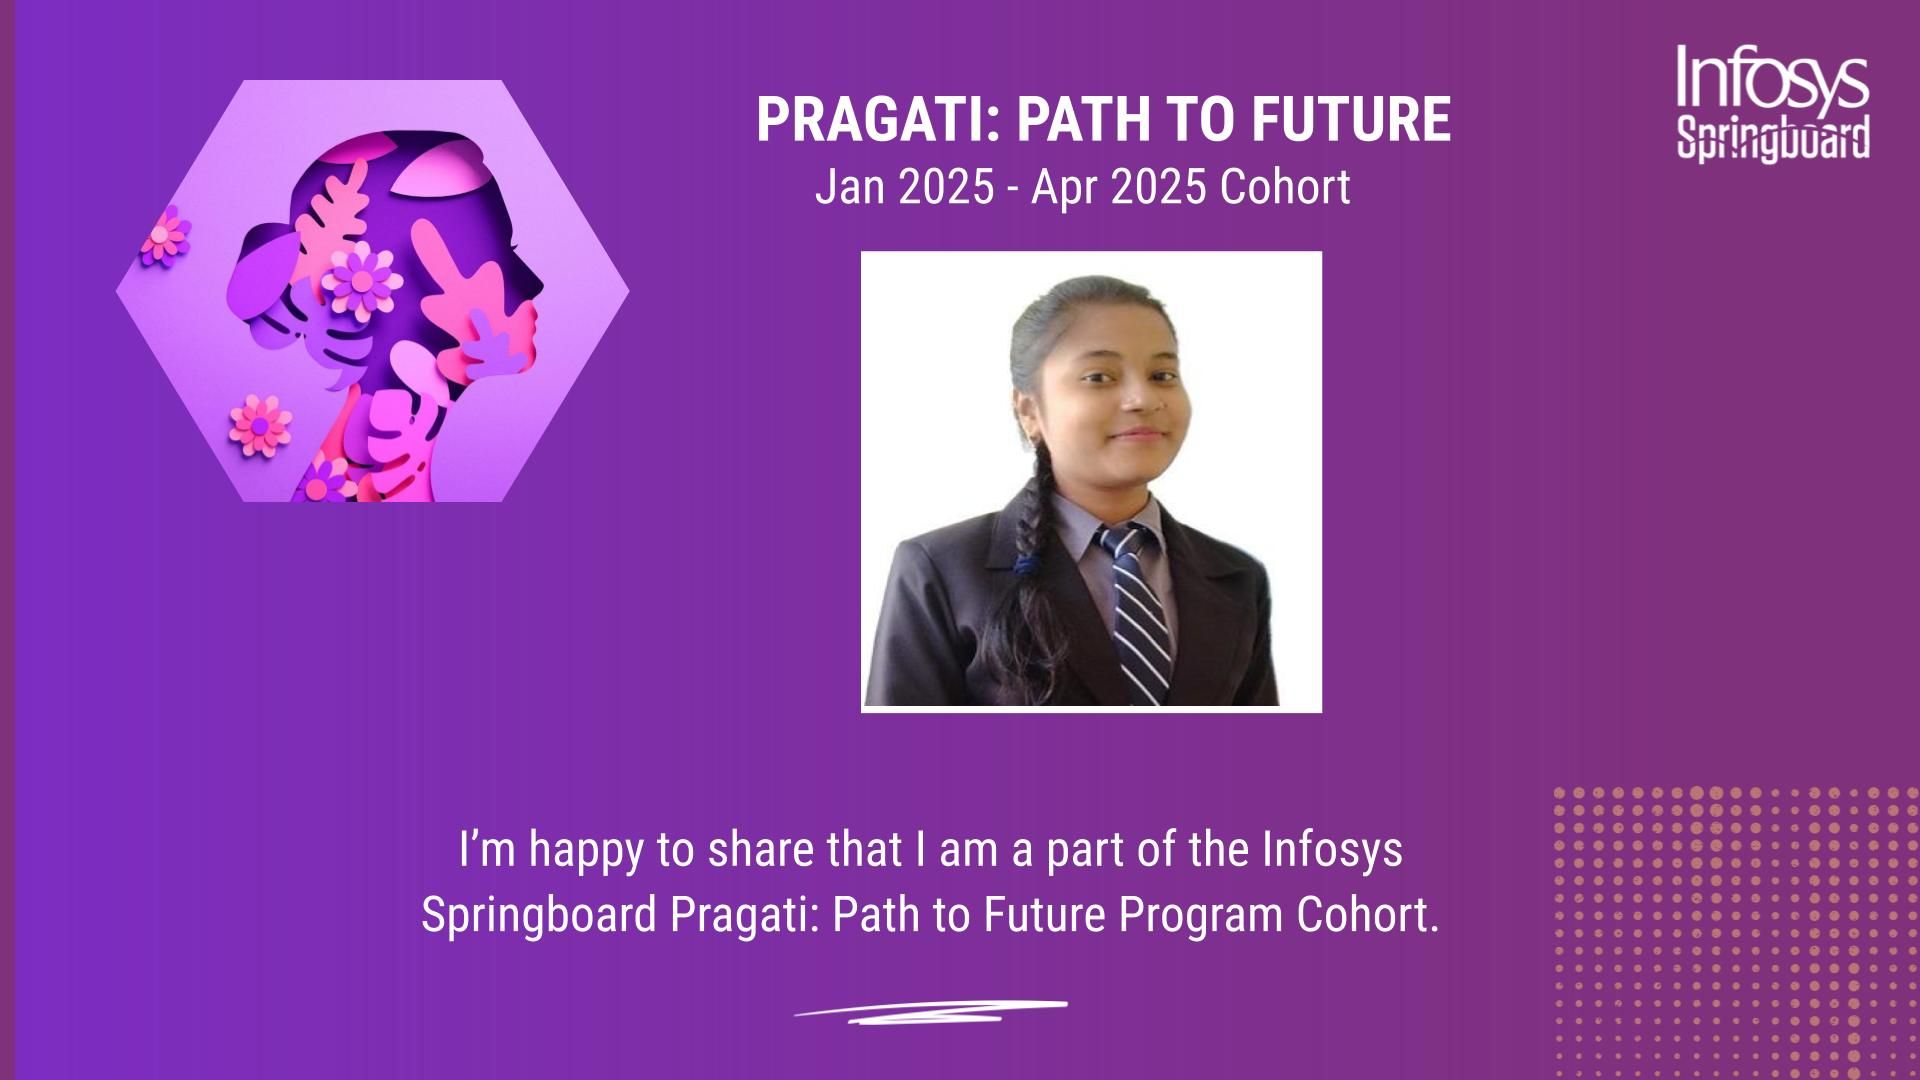 PRAGATI: PATH TO FUTURE
Jan 2025 - Apr 2025 Cohort
Infosys
Springboard
I’m happy to share that I am a part of the Infosys
Springboard Pragati: Path to Future Program Cohort.